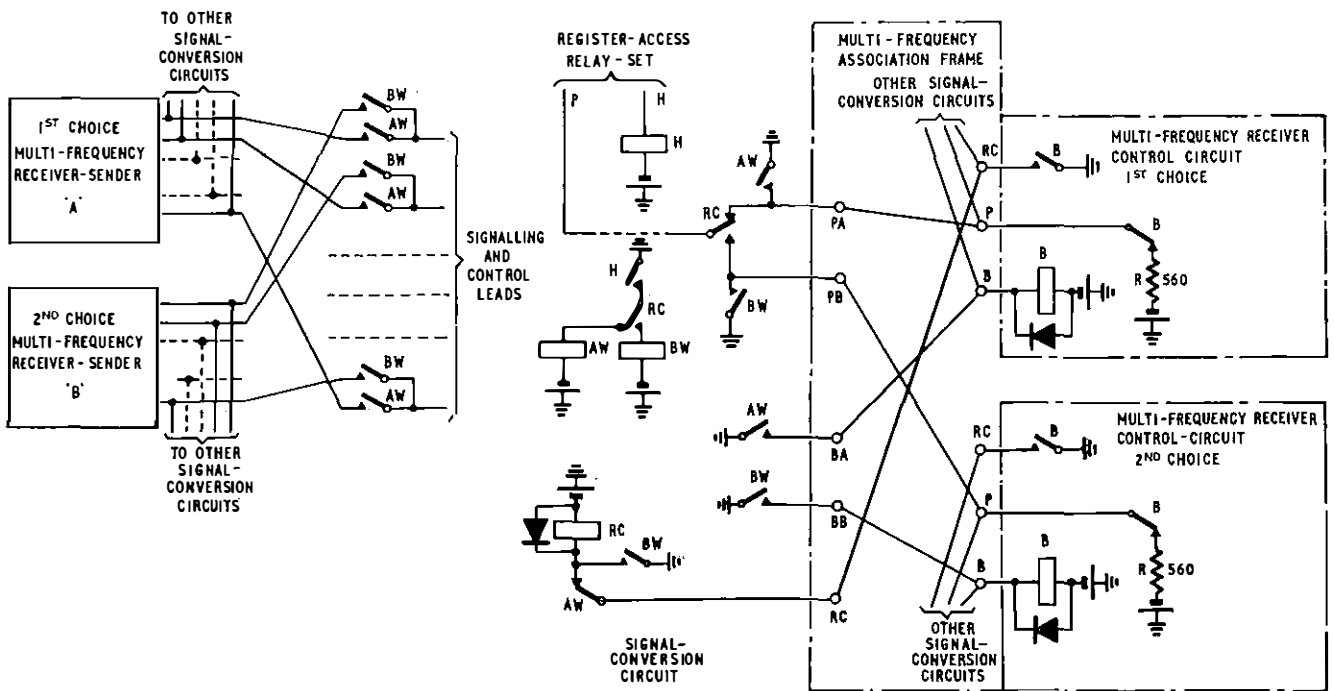 TO OTHER
SIGNAL-
CONVERSION
CIRCUITS
1ST CHOICE
MULTI-FREQUENCY
RECEIVER-SENDER
'A'
2ND CHOICE
MULTI-FREQUENCY
RECEIVER-SENDER
'B'
TO OTHER
SIGNAL-
CONVERSION
CIRCUITS
BW
AW
BW
AW
BW
AW
SIGNALLING
AND
CONTROL
LEADS
REGISTER-ACCESS
RELAY-SET
P
H
H
AW
RC
H
RC
AW
BW
BW
AW
BW
RC
BW
AW
SIGNAL-
CONVERSION
CIRCUIT
MULTI-FREQUENCY
ASSOCIATION FRAME
OTHER SIGNAL-
CONVERSION CIRCUITS
PA
PB
BA
BB
RC
RC
P
B
RC
P
B
OTHER
SIGNAL-
CONVERSION
CIRCUITS
B
MULTI-FREQUENCY RECEIVER
CONTROL CIRCUIT
1ST CHOICE
B
B
R 560
MULTI-FREQUENCY RECEIVER
CONTROL-CIRCUIT
2ND CHOICE
B
B
B
R 560